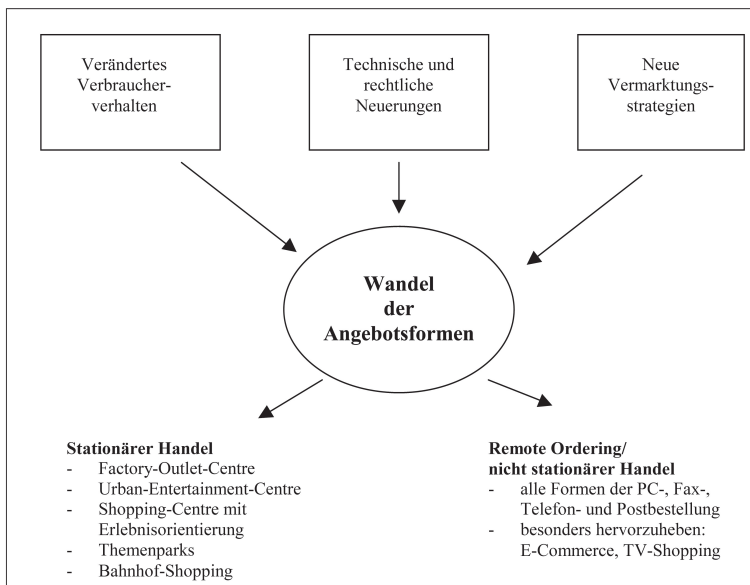 Verändertes
Verbraucher-
verhalten
Technische und
rechtliche
Neuerungen
Neue
Vermarktungs-
strategien
Wandel
der
Angebotsformen
Stationärer Handel
- Factory-Outlet-Centre
- Urban-Entertainment-Centre
- Shopping-Centre mit
Erlebnisorientierung
- Themenparks
- Bahnhof-Shopping
Remote Ordering/
nicht stationärer Handel
- alle Formen der PC-, Fax-,
Telefon- und Postbestellung
- besonders hervorzuheben:
E-Commerce, TV-Shopping